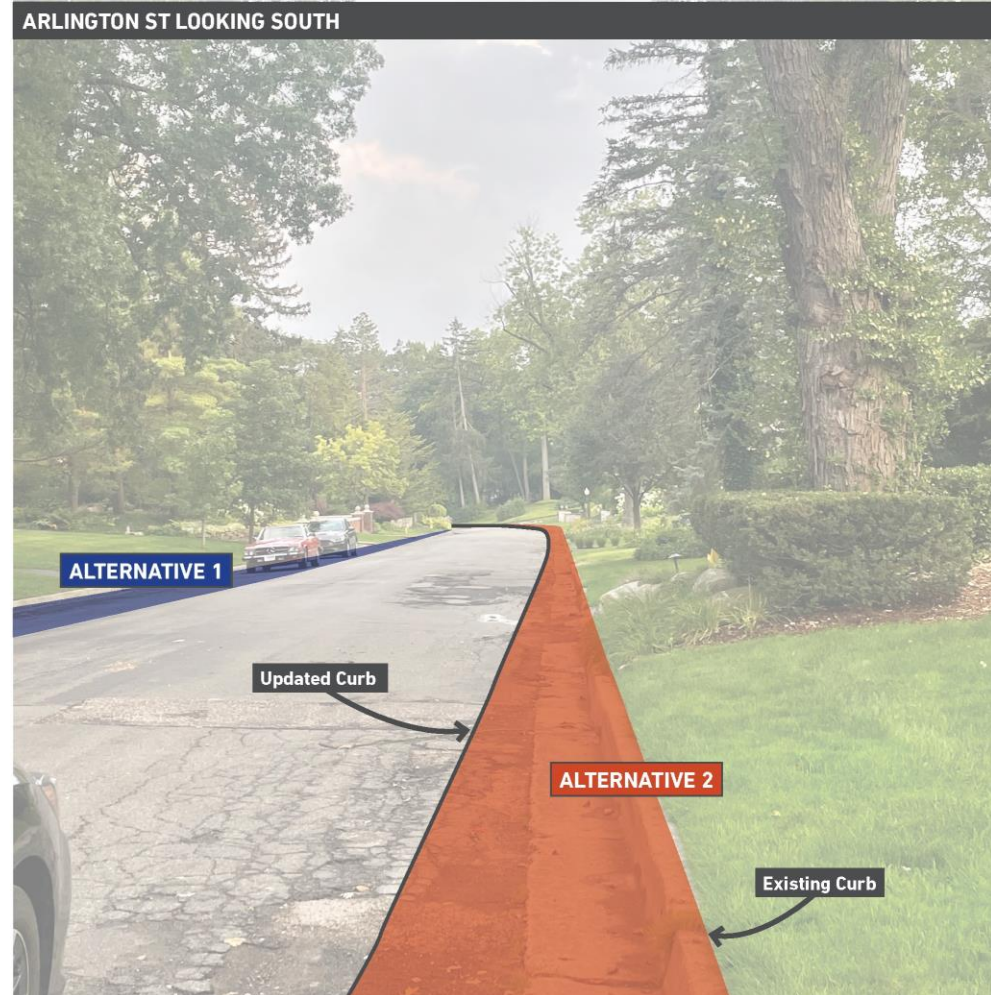 ARLINGTON ST LOOKING SOUTH
ALTERNATIVE 1
Updated Curb
ALTERNATIVE 2
Existing Curb